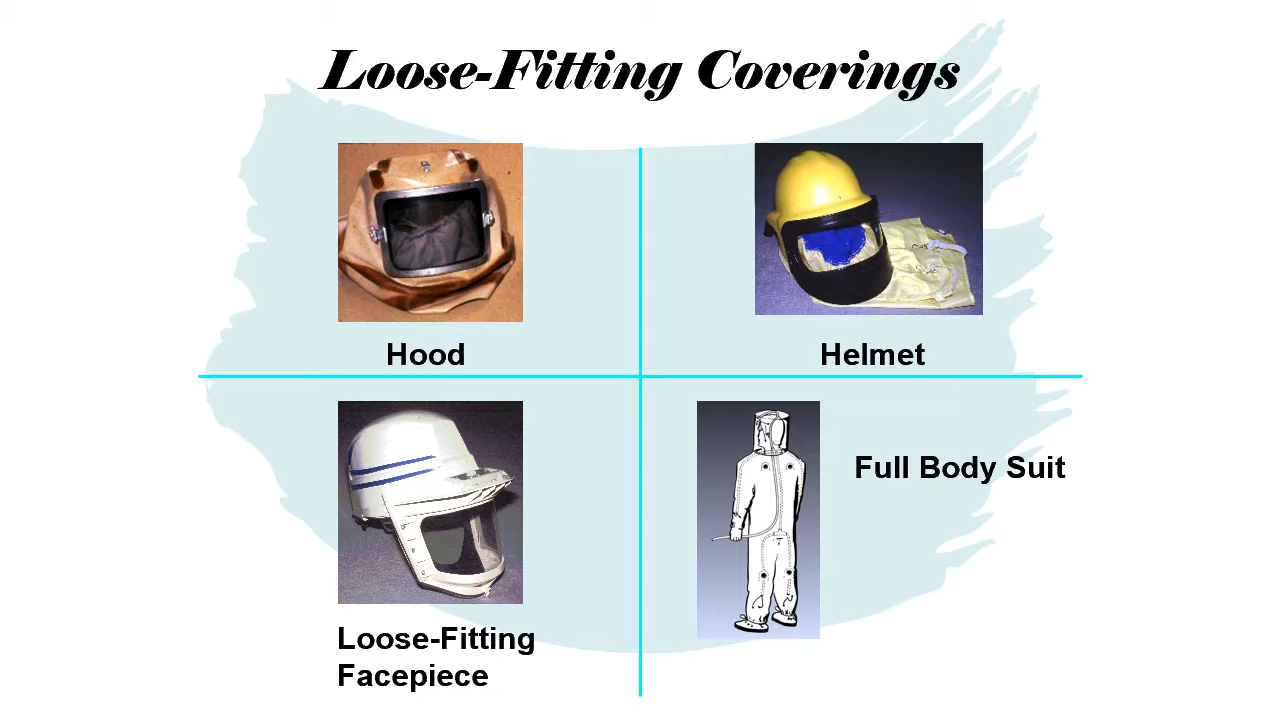 Loose-Fitting Coverings
Hood
Helmet
Loose-Fitting
Facepiece
Full Body Suit